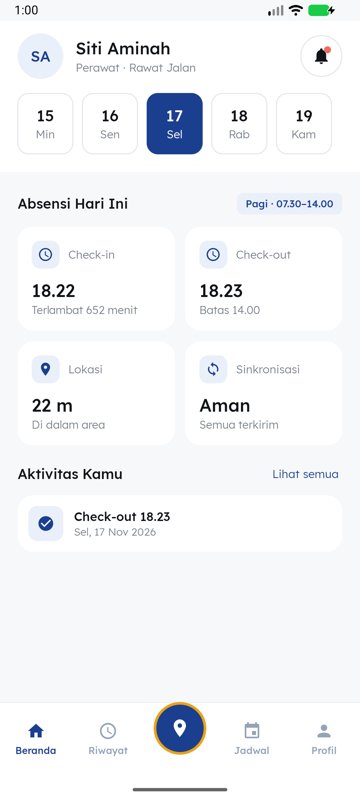 1:00
SA
Siti Aminah
Perawat · Rawat Jalan
15 16 17 18 19
Min Sen Sel Rab Kam
Absensi Hari Ini
Pagi · 07.30–14.00
Check-in
18.22
Terlambat 652 menit
Check-out
18.23
Batas 14.00
Lokasi
22 m
Di dalam area
Sinkronisasi
Aman
Semua terkirim
Aktivitas Kamu
Lihat semua
Check-out 18.23
Sel, 17 Nov 2026
Beranda
Riwayat
Jadwal
Profil